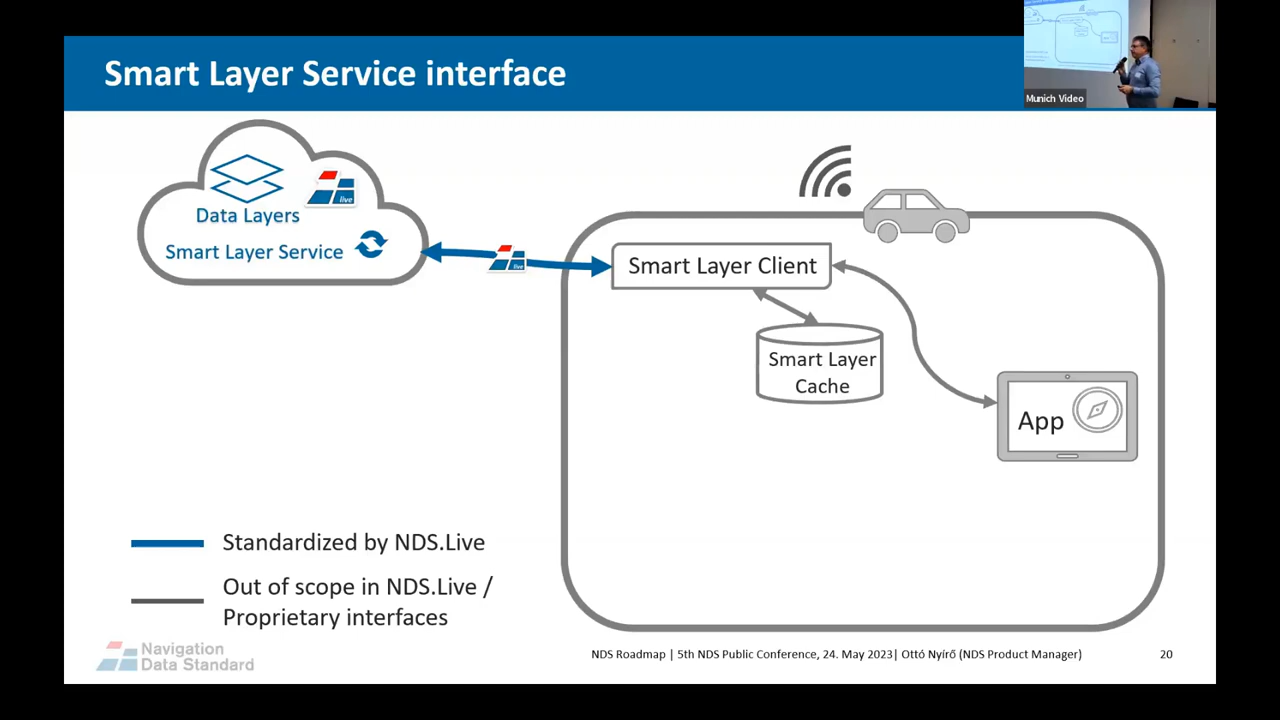 Smart Layer Service interface
Munich Video
live
Data Layers
Smart Layer Service
live
Smart Layer Client
Smart Layer
Cache
App
Standardized by NDS.Live
Out of scope in NDS.Live /
Proprietary interfaces
Navigation
Data Standard
NDS Roadmap | 5th NDS Public Conference, 24. May 2023| Ottó Nyírő (NDS Product Manager)
20